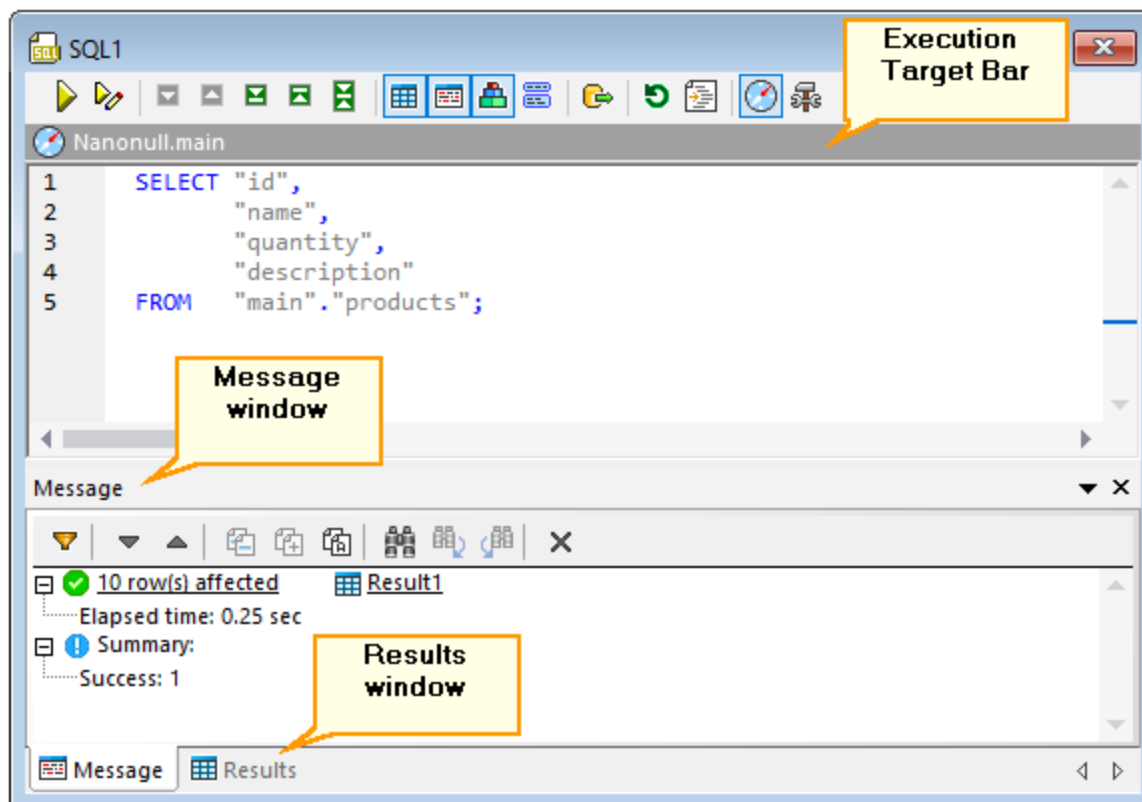 SQL1
Execution
Target Bar
Nanonull.main
1 SELECT "id",
2 "name",
3 "quantity",
4 "description"
5 FROM "main"."products";
Message
window
Message
10 row(s) affected Result1
Elapsed time: 0.25 sec
Summary:
Success: 1
Results
window
Message Results